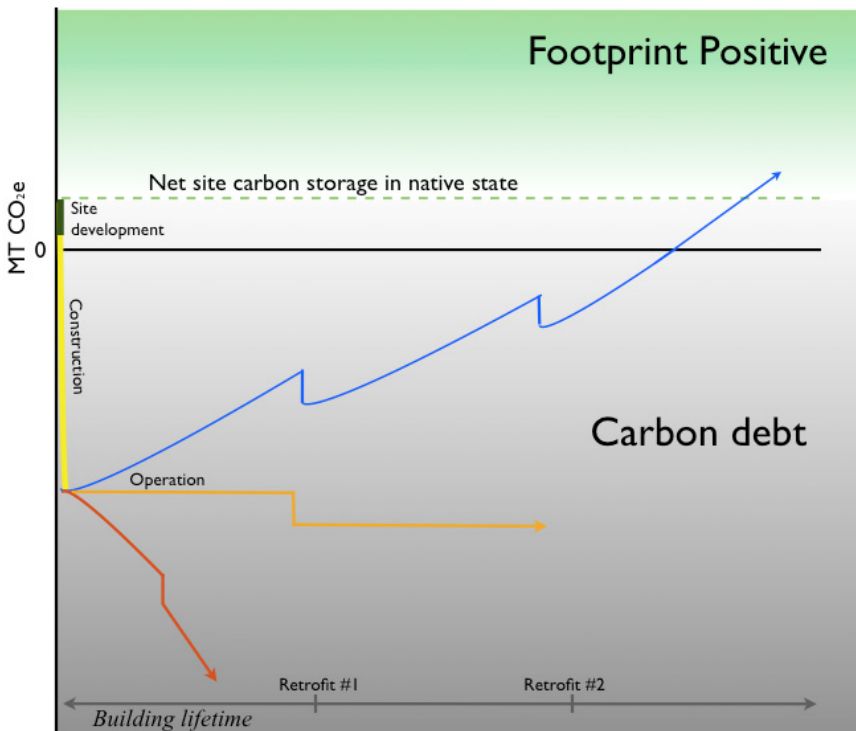 Footprint Positive
Net site carbon storage in native state
Site
development
MT CO₂e
0
Construction
Carbon debt
Operation
Retrofit #1
Retrofit #2
Building lifetime